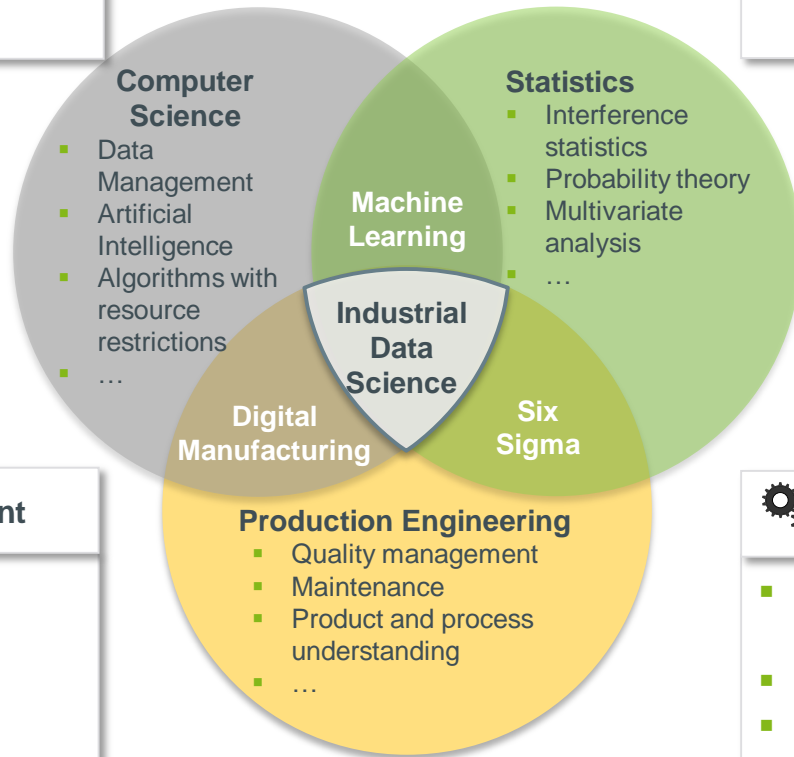 Computer
Science
▪ Data
Management
▪ Artificial
Intelligence
▪ Algorithms with
resource
restrictions
▪ …
Statistics
▪ Interference
statistics
▪ Probability theory
▪ Multivariate
analysis
▪ …
Machine
Learning
Industrial
Data
Science
Digital
Manufacturing
Six
Sigma
nt
Production Engineering
▪ Quality management
▪ Maintenance
▪ Product and process
understanding
▪ …